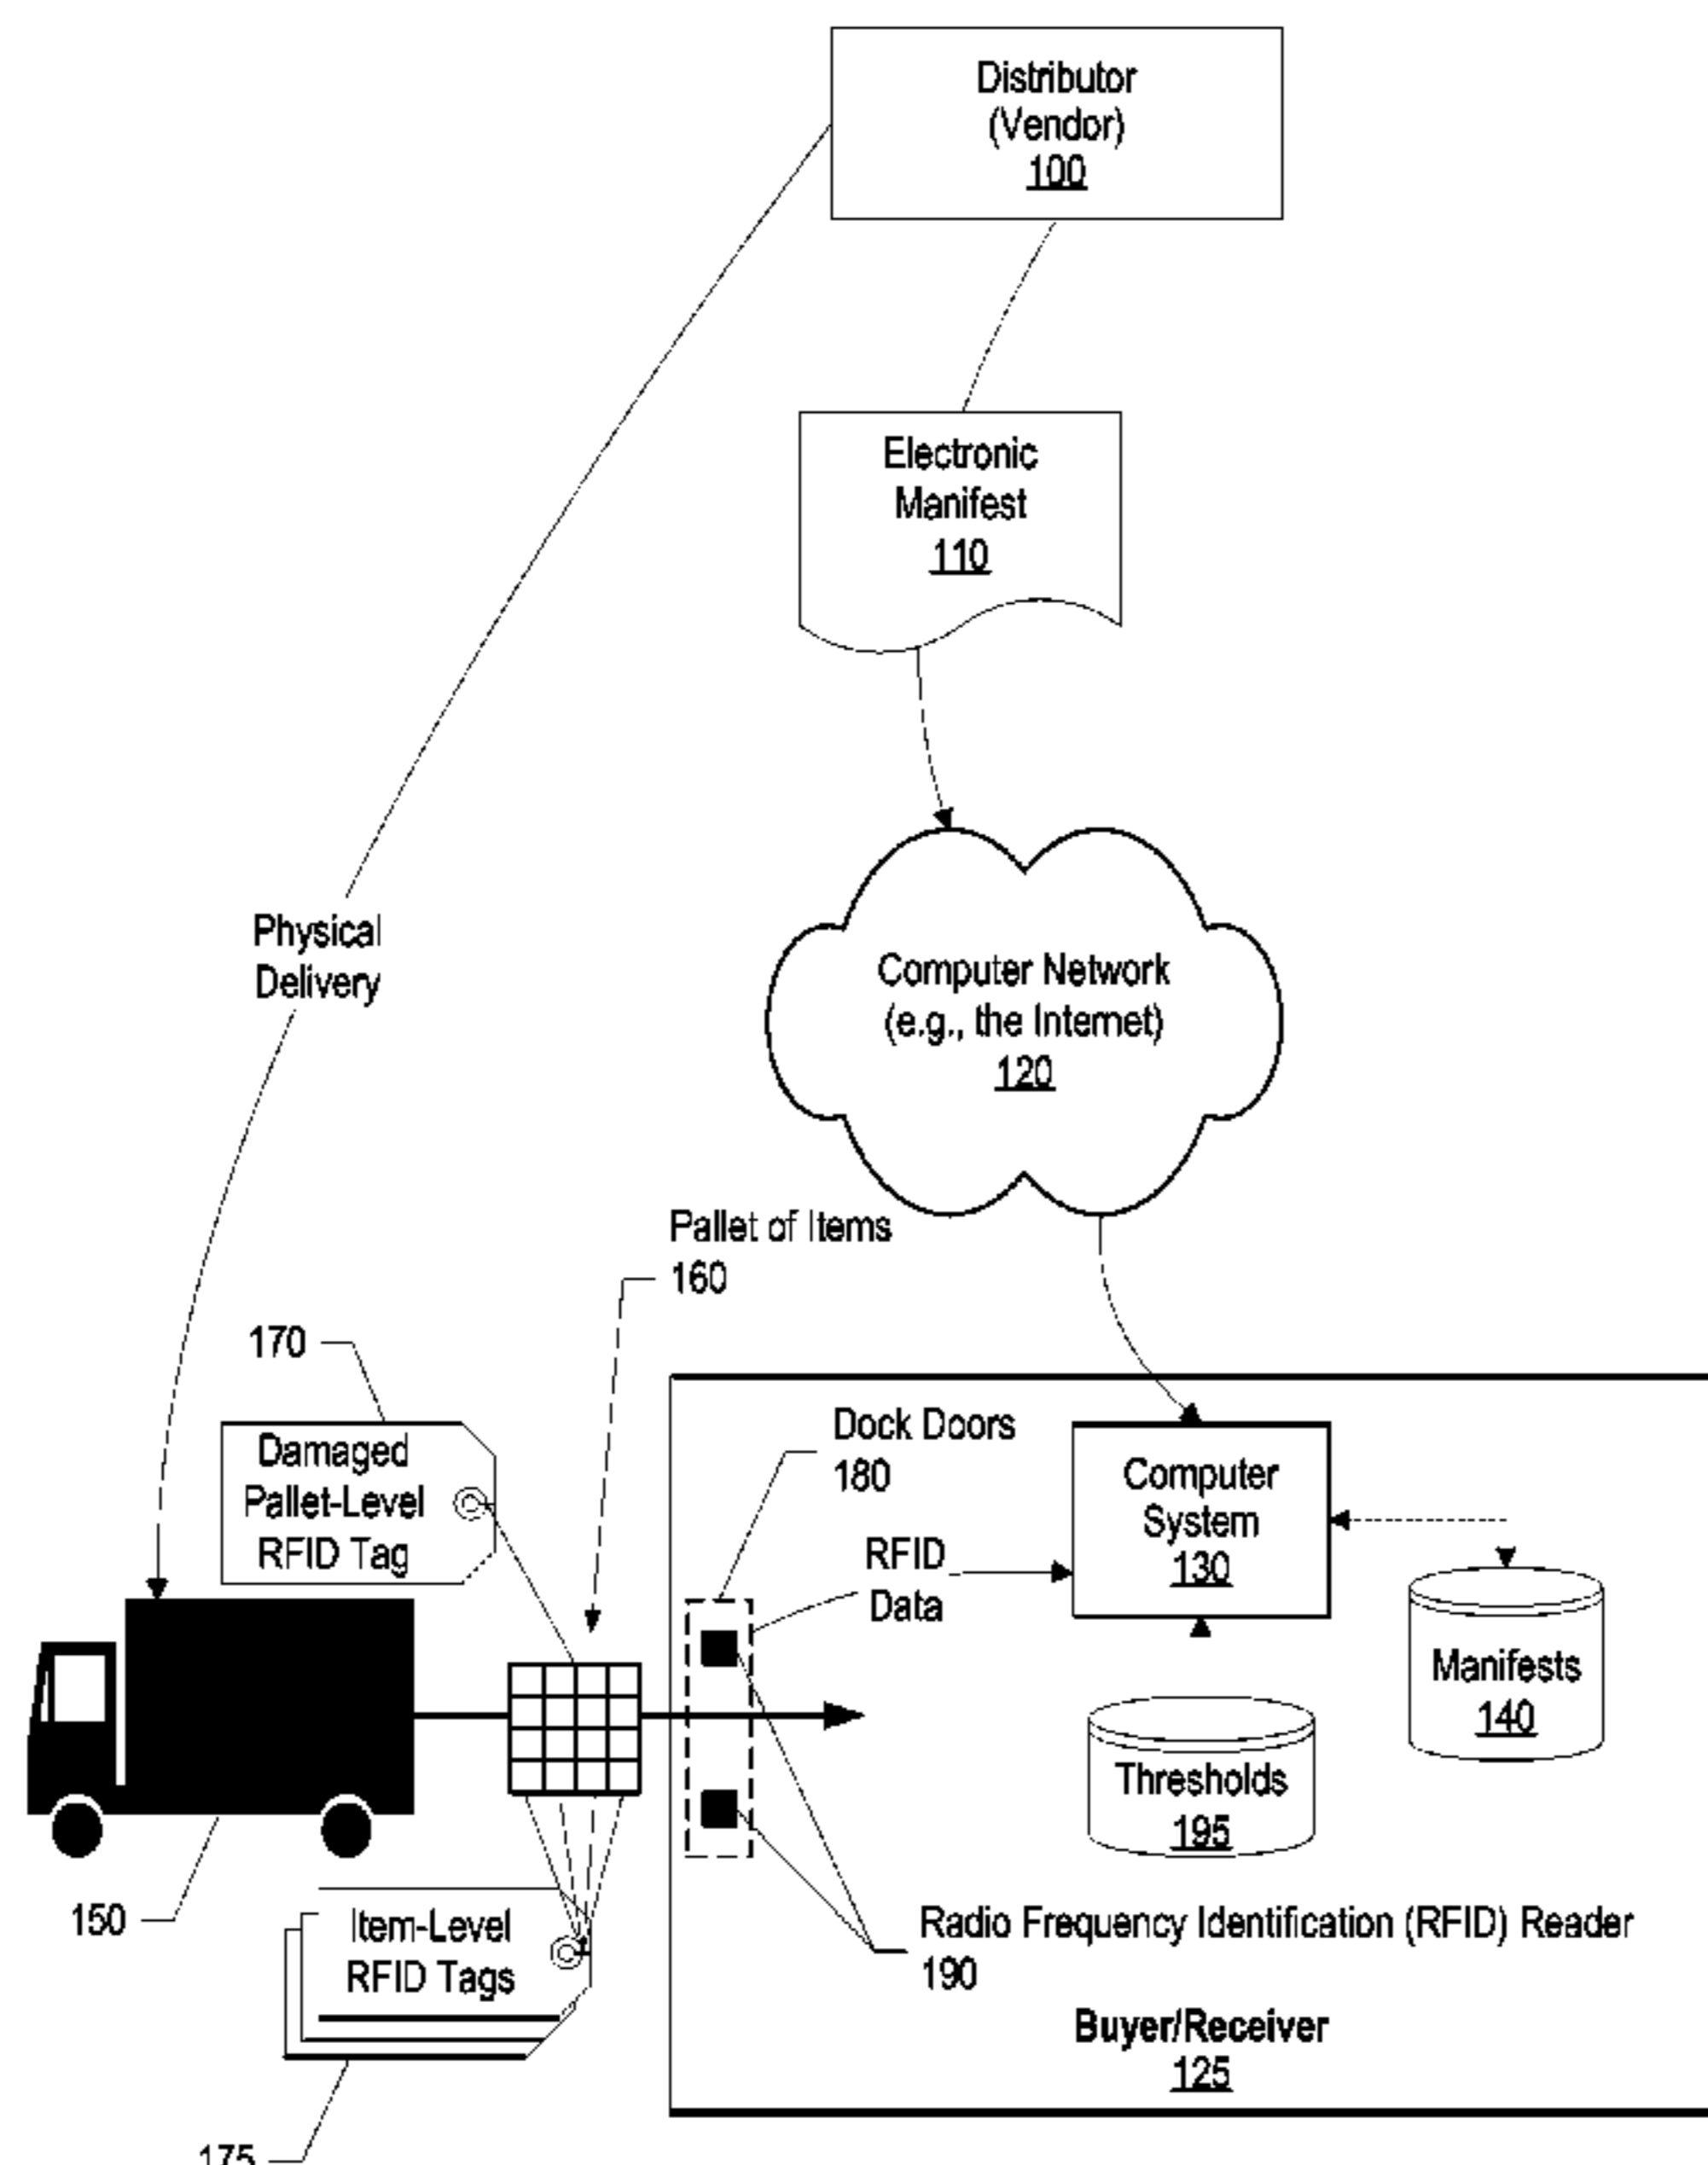 Distributor
(Vendor)
100
Electronic
Manifest
110
Physical
Delivery
Computer Network
(e.g., the Internet)
120
Pallet of Items
160
170
Damaged
Pallet-Level
RFID Tag
Dock Doors
180
Computer
System
130
RFID
Data
Manifests
140
Thresholds
195
150
Item-Level
RFID Tags
Radio Frequency Identification (RFID) Reader
190
Buyer/Receiver
125
175